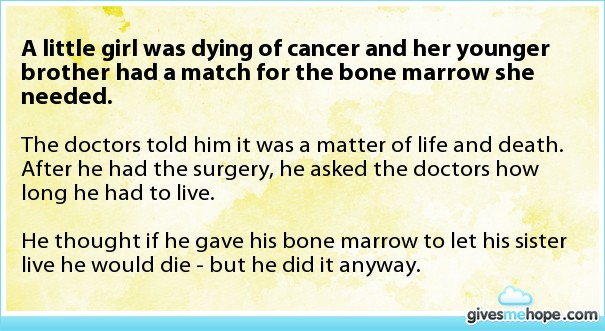 A little girl was dying of cancer and her younger
brother had a match for the bone marrow she
needed.
The doctors told him it was a matter of life and death.
After he had the surgery, he asked the doctors how
long he had to live.
He thought if he gave his bone marrow to let his sister
live he would die - but he did it anyway.
givesmehope.com